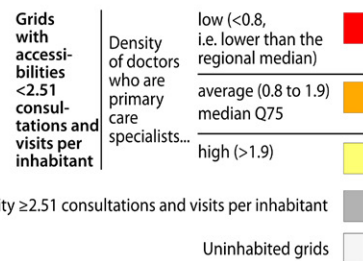 Grids
with
accessi-
bilities
<2.51
consul-
tations and
visits per
inhabitant
Density
of doctors
who are
primary
care
specialists...
low (<0.8,
i.e. lower than the
regional median)
average (0.8 to 1.9)
median Q75
high (>1.9)
≥2.51 consultations and visits per inhabitant
Uninhabited grids